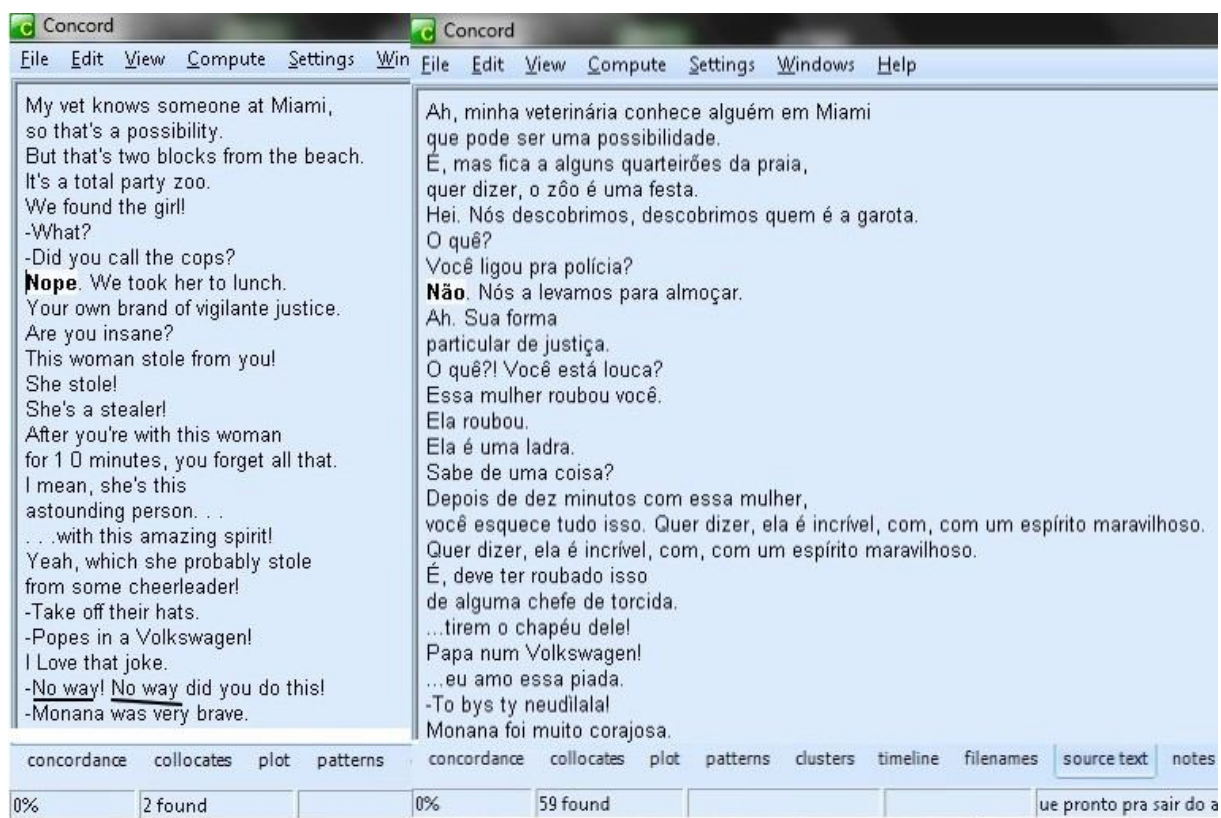 Concord
File Edit View Compute Settings Win
My vet knows someone at Miami,
so that's a possibility.
But that's two blocks from the beach.
It's a total party zoo.
We found the girl!
-What?
-Did you call the cops?
Nope. We took her to lunch.
Your own brand of vigilante justice.
Are you insane?
This woman stole from you!
She stole!
She's a stealer!
After you're with this woman
for 1 0 minutes, you forget all that.
I mean, she's this
astounding person. . .
. . .with this amazing spirit!
Yeah, which she probably stole
from some cheerleader!
-Take off their hats.
-Popes in a Volkswagen!
I Love that joke.
-No way! No way did you do this!
-Monana was very brave.
concordance collocates plot patterns
0% 2 found
Concord
File Edit View Compute Settings Windows Help
Ah, minha veterinária conhece alguém em Miami
que pode ser uma possibilidade.
É, mas fica a alguns quarteirões da praia,
quer dizer, o zôo é uma festa.
Hei. Nós descobrimos, descobrimos quem é a garota.
O quê?
Você ligou pra polícia?
Não. Nós a levamos para almoçar.
Ah. Sua forma
particular de justiça.
O quê?! Você está louca?
Essa mulher roubou você.
Ela roubou.
Ela é uma ladra.
Sabe de uma coisa?
Depois de dez minutos com essa mulher,
você esquece tudo isso. Quer dizer, ela é incrível, com, com um espírito maravilhoso.
Quer dizer, ela é incrível, com, com um espírito maravilhoso.
É, deve ter roubado isso
de alguma chefe de torcida.
...tirem o chapéu dele!
Papa num Volkswagen!
...eu amo essa piada.
-To bys ty neudìlala!
Monana foi muito corajosa.
concordance collocates plot patterns clusters timeline filenames source text notes
0% 59 found ue pronto pra sair do a